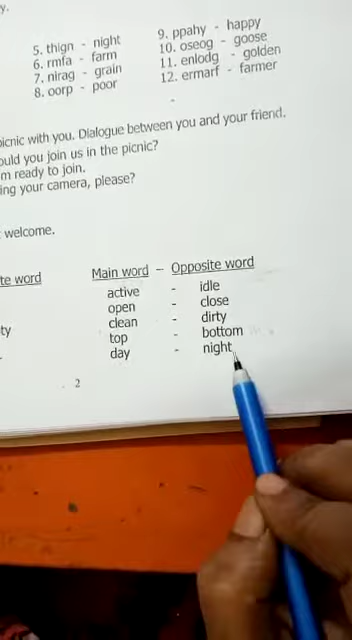 y.
5. thign - night
6. rmfa - farm
7. nirag - grain
8. oorp - poor
9. ppahy - happy
10. oseog - goose
11. enlodg - golden
12. ermarf - farmer
picnic with you. Dialogue between you and your friend.
ould you join us in the picnic?
m ready to join.
ing your camera, please?
welcome.
te word
ty
Main word - Opposite word
active - idle
open - close
clean - dirty
top - bottom
day - night
2